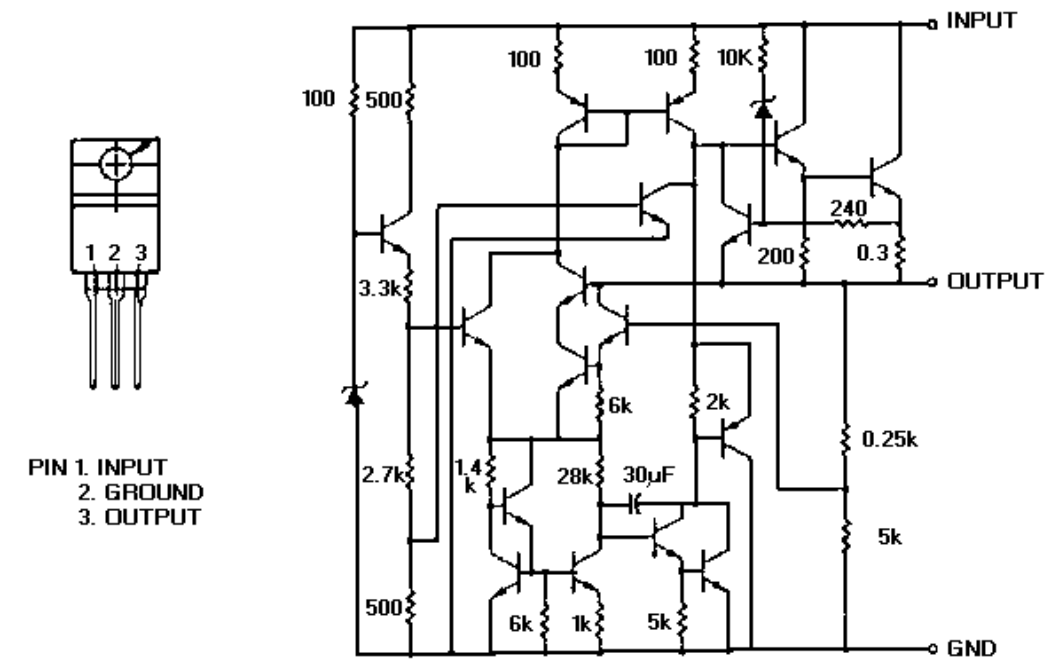 INPUT
100
100
10K
100
500
1 2 3
240
200
0.3
3.3k
OUTPUT
6k
2k
0.25k
PIN 1. INPUT
2. GROUND
3. OUTPUT
2.7k
1.4
k
28k
30µF
5k
500
6k
1k
5k
GND